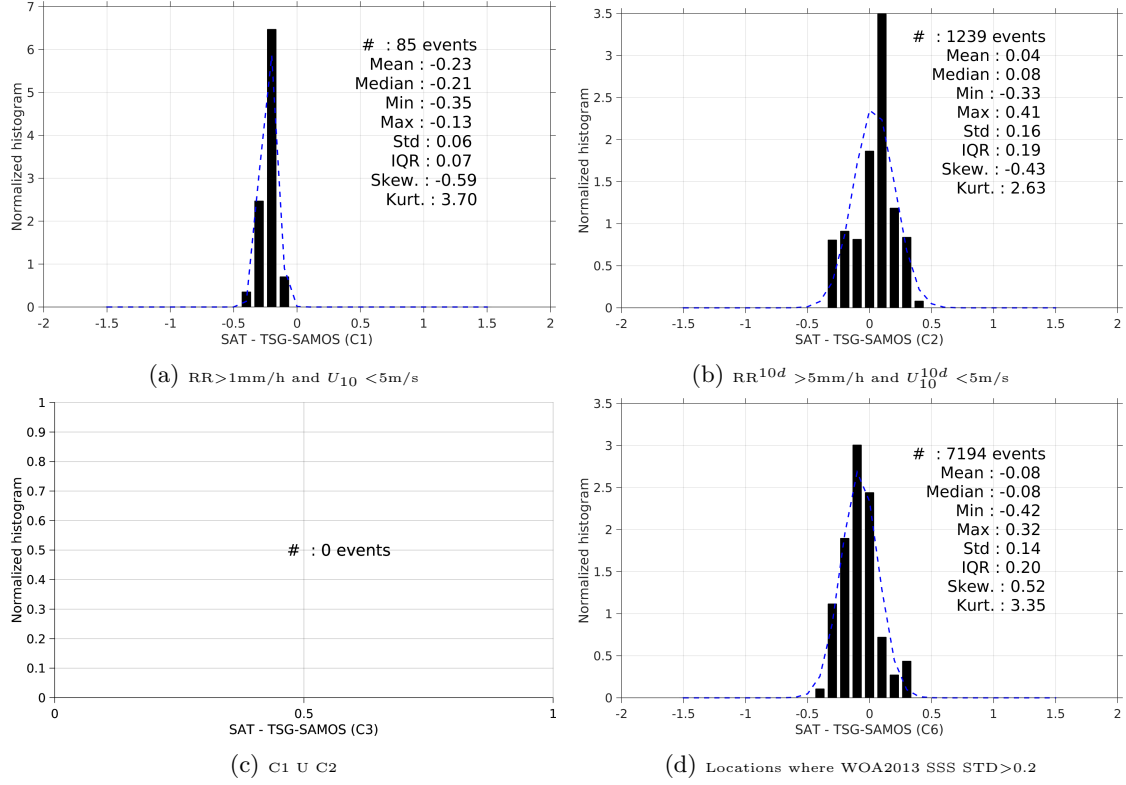 7
6
5
4
3
2
1
0
Normalized histogram
# : 85 events
Mean : -0.23
Median : -0.21
Min : -0.35
Max : -0.13
Std : 0.06
IQR : 0.07
Skew. : -0.59
Kurt. : 3.70
-2 -1.5 -1 -0.5 0 0.5 1 1.5 2
SAT - TSG-SAMOS (C1)
(a) RR>1mm/h and U10 <5m/s
3.5
3
2.5
2
1.5
1
0.5
0
Normalized histogram
# : 1239 events
Mean : 0.04
Median : 0.08
Min : -0.33
Max : 0.41
Std : 0.16
IQR : 0.19
Skew. : -0.43
Kurt. : 2.63
-2 -1.5 -1 -0.5 0 0.5 1 1.5 2
SAT - TSG-SAMOS (C2)
(b) RR10d >5mm/h and U10d10 <5m/s
1
0.9
0.8
0.7
0.6
0.5
0.4
0.3
0.2
0.1
0
Normalized histogram
# : 0 events
0 0.5 1
SAT - TSG-SAMOS (C3)
(c) C1 U C2
3.5
3
2.5
2
1.5
1
0.5
0
Normalized histogram
# : 7194 events
Mean : -0.08
Median : -0.08
Min : -0.42
Max : 0.32
Std : 0.14
IQR : 0.20
Skew. : 0.52
Kurt. : 3.35
-2 -1.5 -1 -0.5 0 0.5 1 1.5 2
SAT - TSG-SAMOS (C6)
(d) Locations where WOA2013 SSS STD>0.2